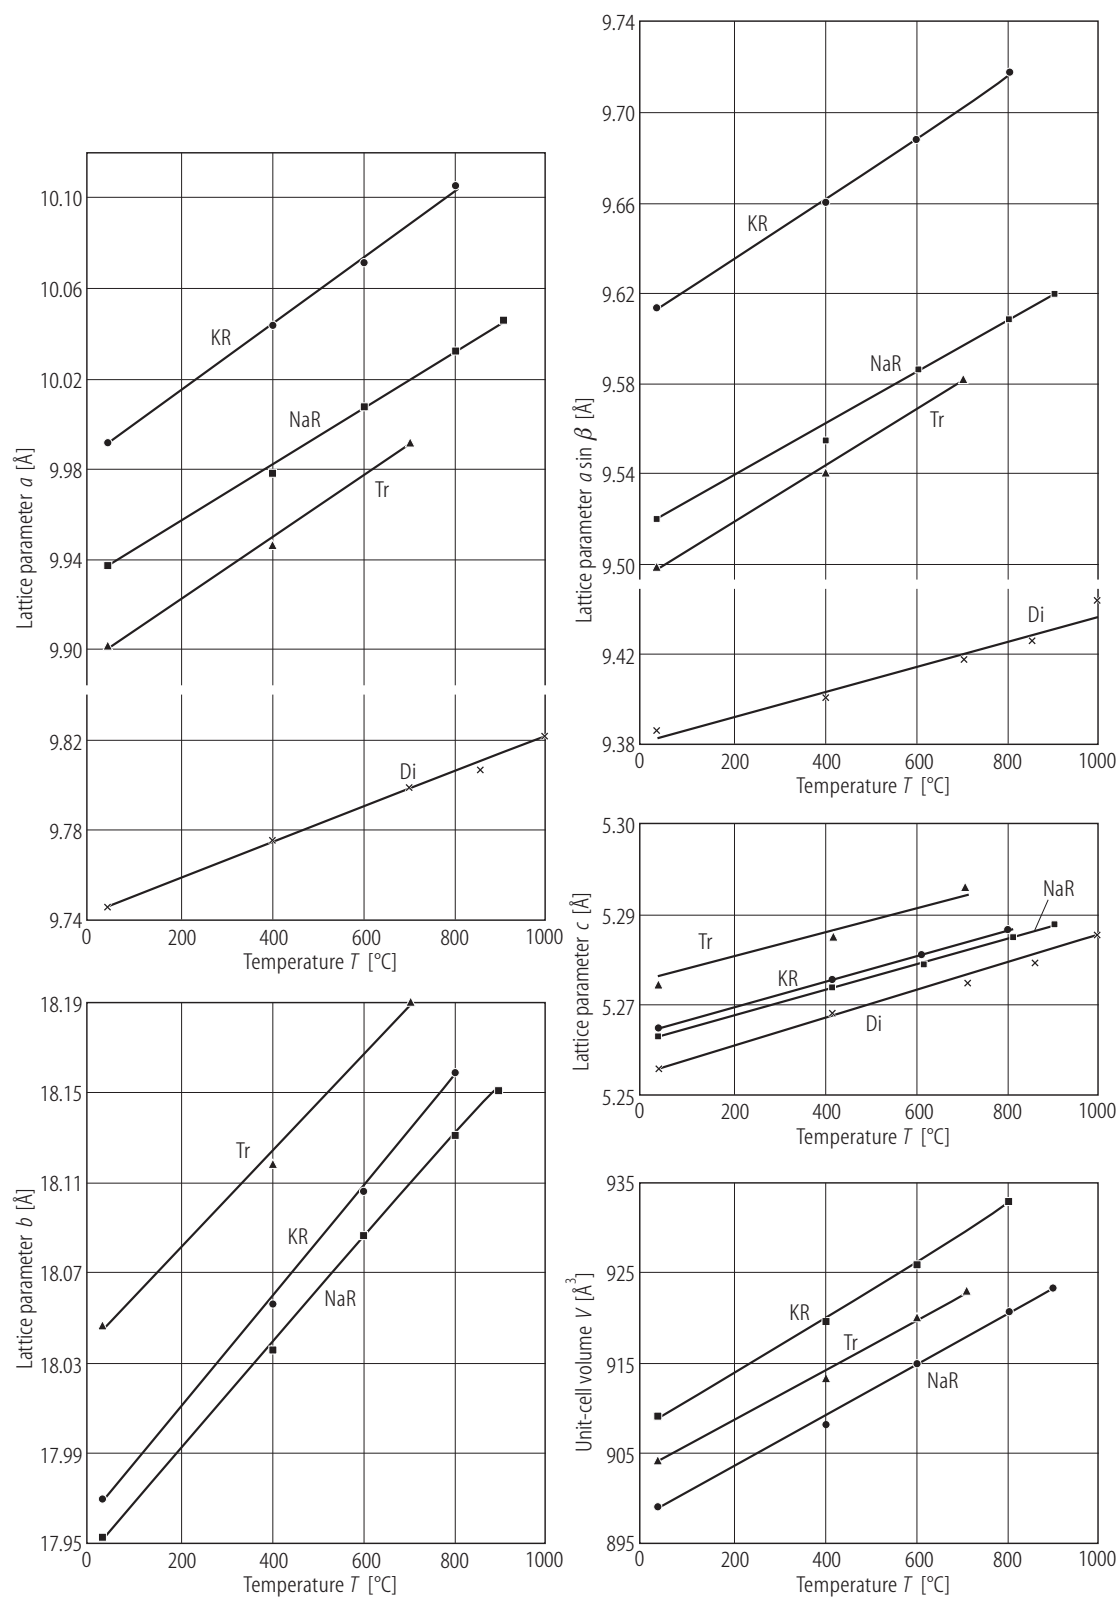 10.10
10.06
10.02
9.98
9.94
9.90
9.82
9.78
9.74
Lattice parameter a [Å]
KR
NaR
Tr
Di
0 200 400 600 800 1000
Temperature T [°C]
18.19
18.15
18.11
18.07
18.03
17.99
17.95
Lattice parameter b [Å]
Tr
KR
NaR
0 200 400 600 800 1000
Temperature T [°C]
9.74
9.70
9.66
9.62
9.58
9.54
9.50
9.42
9.38
Lattice parameter a sin β [Å]
KR
NaR
Tr
Di
0 200 400 600 800 1000
Temperature T [°C]
5.30
5.29
5.27
5.25
Lattice parameter c [Å]
NaR
Tr
KR
Di
0 200 400 600 800 1000
Temperature T [°C]
935
925
915
905
895
Unit-cell volume V [Å³]
KR
Tr
NaR
0 200 400 600 800 1000
Temperature T [°C]